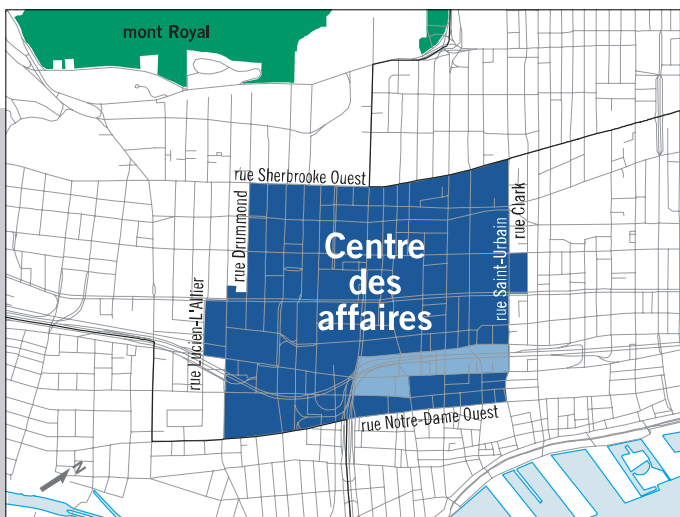 mont Royal
rue Sherbrooke Ouest
rue Drummond
rue Clark
Centre
des
affaires
rue Saint-Urbain
rue Lucien-L'Allier
rue Notre-Dame Ouest
N